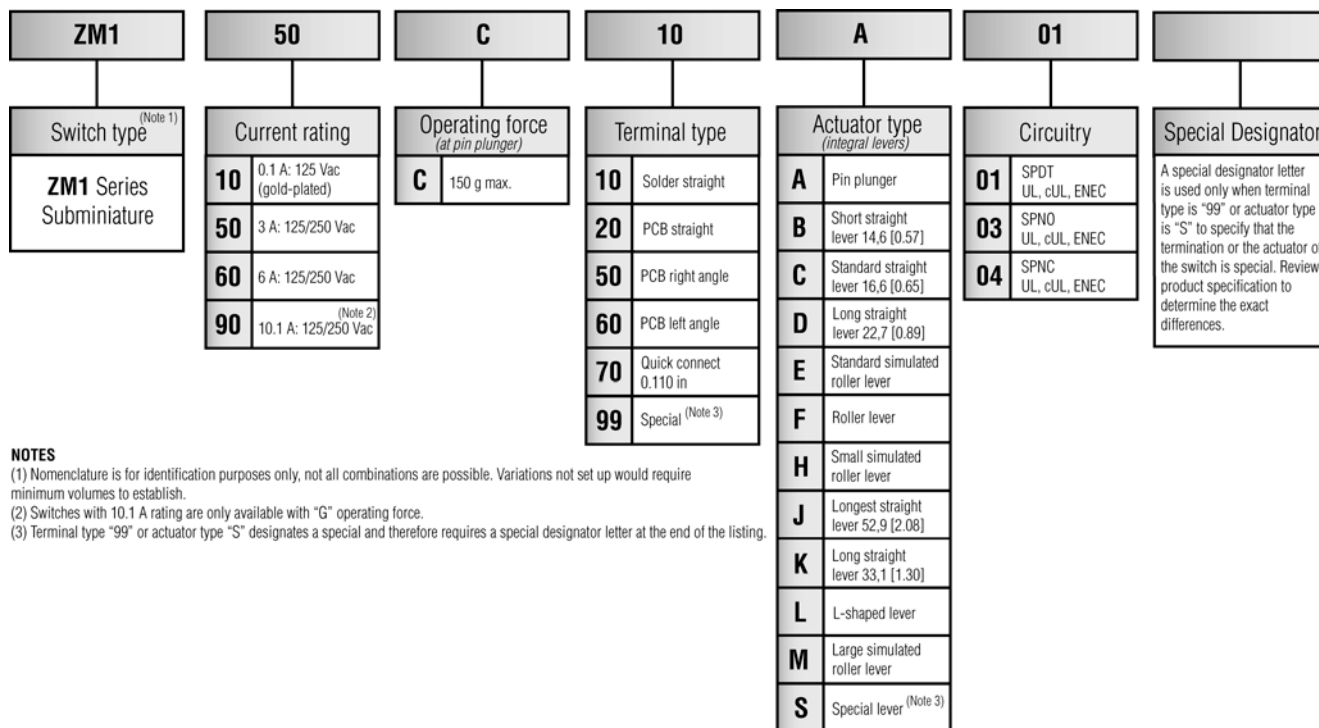 ZM1
50
C
10
A
01
Switch type (Note 1)
ZM1 Series
Subminiature
Current rating
10
0.1 A: 125 Vac
(gold-plated)
50
3 A: 125/250 Vac
60
6 A: 125/250 Vac
90
(Note 2)
10.1 A: 125/250 Vac
Operating force
(at pin plunger)
C
150 g max.
Terminal type
10
Solder straight
20
PCB straight
50
PCB right angle
60
PCB left angle
70
Quick connect
0.110 in
99
Special (Note 3)
Actuator type
(integral levers)
A
Pin plunger
B
Short straight
lever 14,6 [0.57]
C
Standard straight
lever 16,6 [0.65]
D
Long straight
lever 22,7 [0.89]
E
Standard simulated
roller lever
F
Roller lever
H
Small simulated
roller lever
J
Longest straight
lever 52,9 [2.08]
K
Long straight
lever 33,1 [1.30]
L
L-shaped lever
M
Large simulated
roller lever
S
Special lever (Note 3)
Circuitry
01
SPDT
UL, cUL, ENEC
03
SPNO
UL, cUL, ENEC
04
SPNC
UL, cUL, ENEC
Special Designator
A special designator letter
is used only when terminal
type is “99” or actuator type
is “S” to specify that the
termination or the actuator of
the switch is special. Review
product specification to
determine the exact
differences.
NOTES
(1) Nomenclature is for identification purposes only, not all combinations are possible. Variations not set up would require
minimum volumes to establish.
(2) Switches with 10.1 A rating are only available with “G” operating force.
(3) Terminal type “99” or actuator type “S” designates a special and therefore requires a special designator letter at the end of the listing.